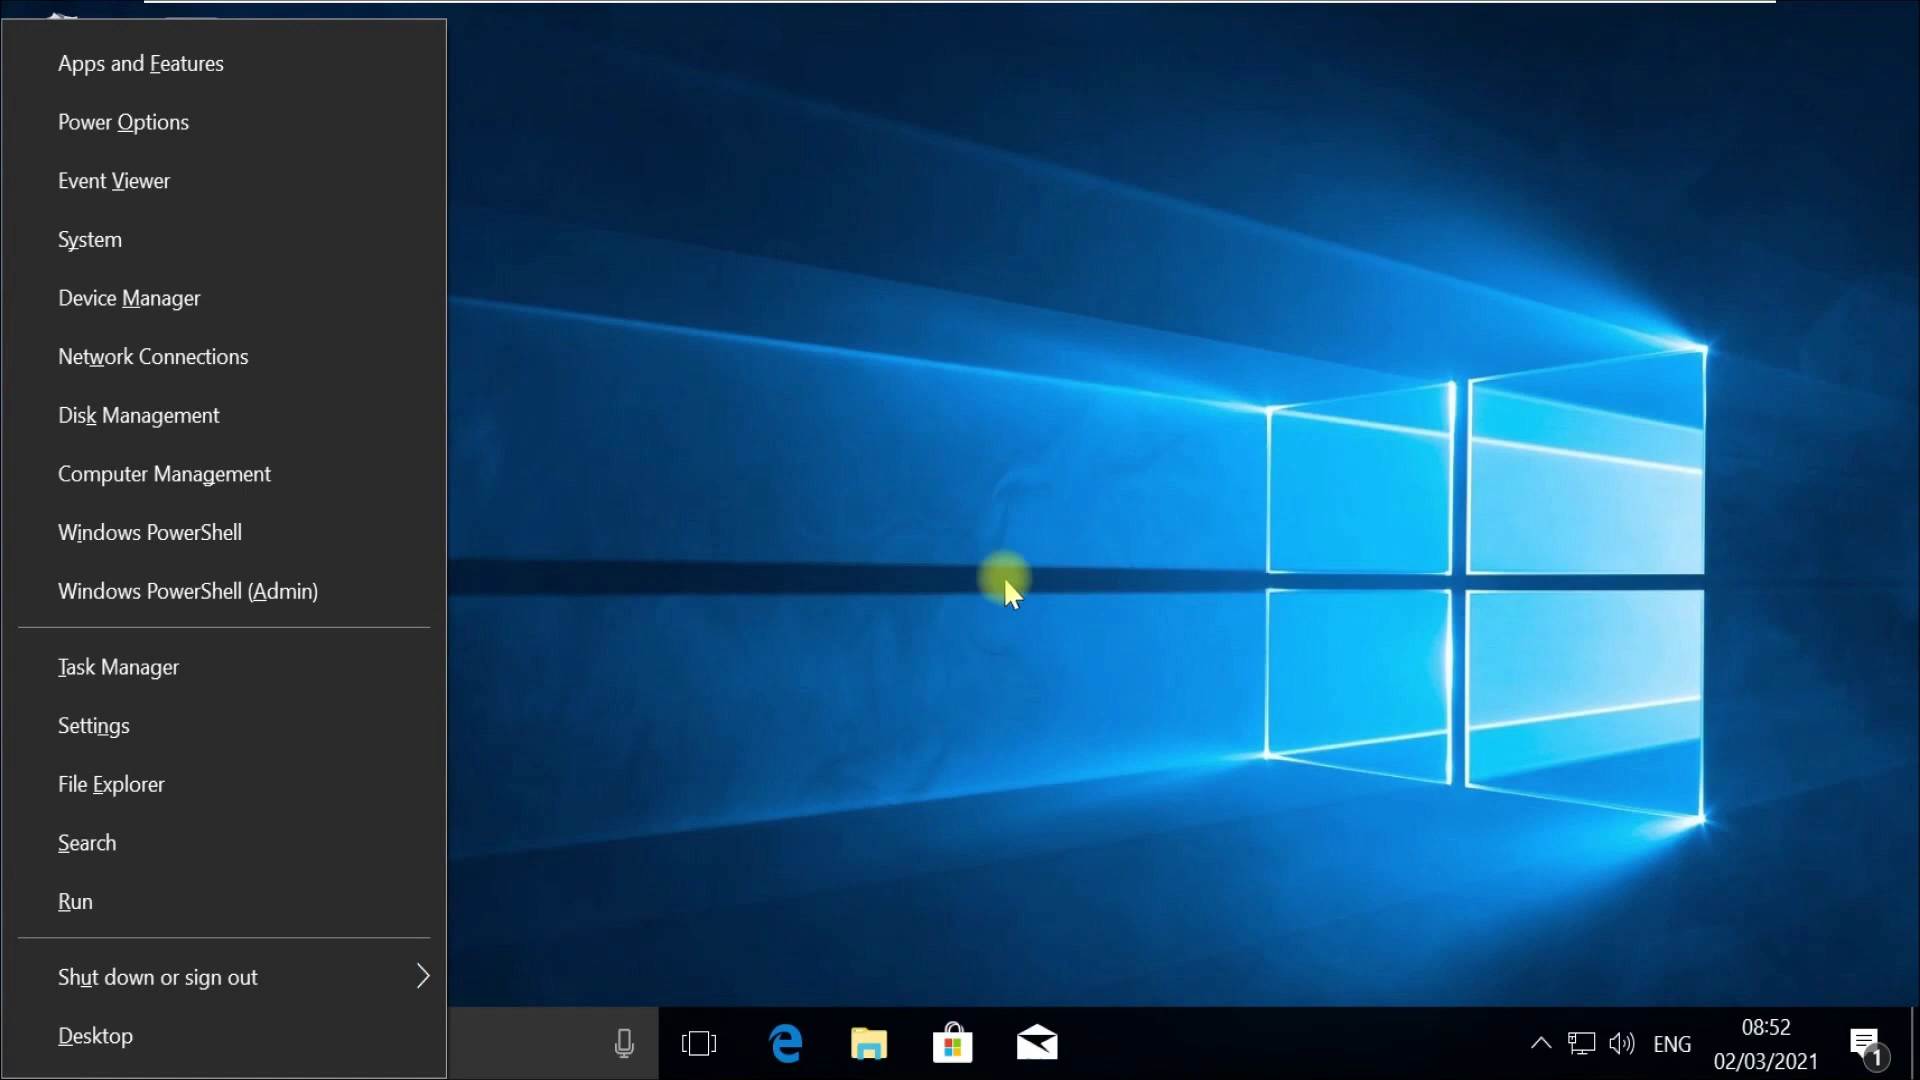 Apps and Features
Power Options
Event Viewer
System
Device Manager
Network Connections
Disk Management
Computer Management
Windows PowerShell
Windows PowerShell (Admin)
Task Manager
Settings
File Explorer
Search
Run
Shut down or sign out
Desktop
ENG
08:52
02/03/2021
1